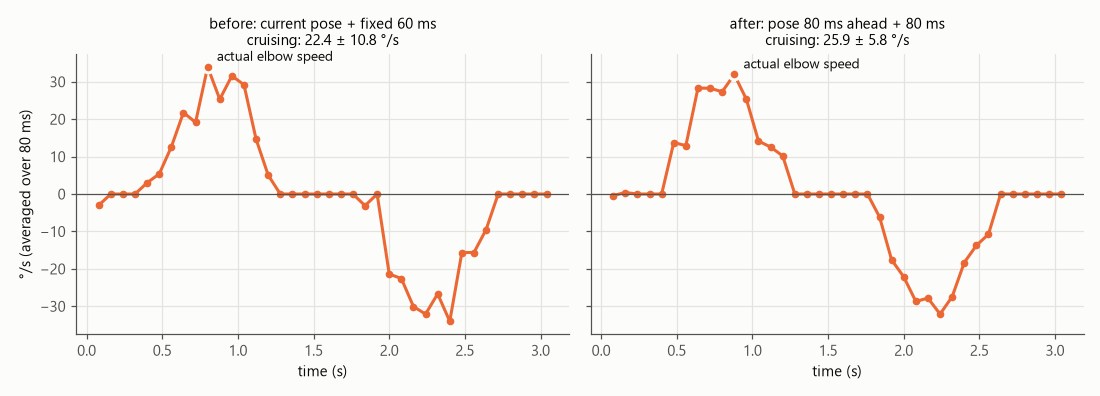 before: current pose + fixed 60 ms
cruising: 22.4 ± 10.8 °/s
actual elbow speed
after: pose 80 ms ahead + 80 ms
cruising: 25.9 ± 5.8 °/s
actual elbow speed
°/s (averaged over 80 ms)
30
20
10
0
−10
−20
−30
0.0 0.5 1.0 1.5 2.0 2.5 3.0
time (s)
0.0 0.5 1.0 1.5 2.0 2.5 3.0
time (s)